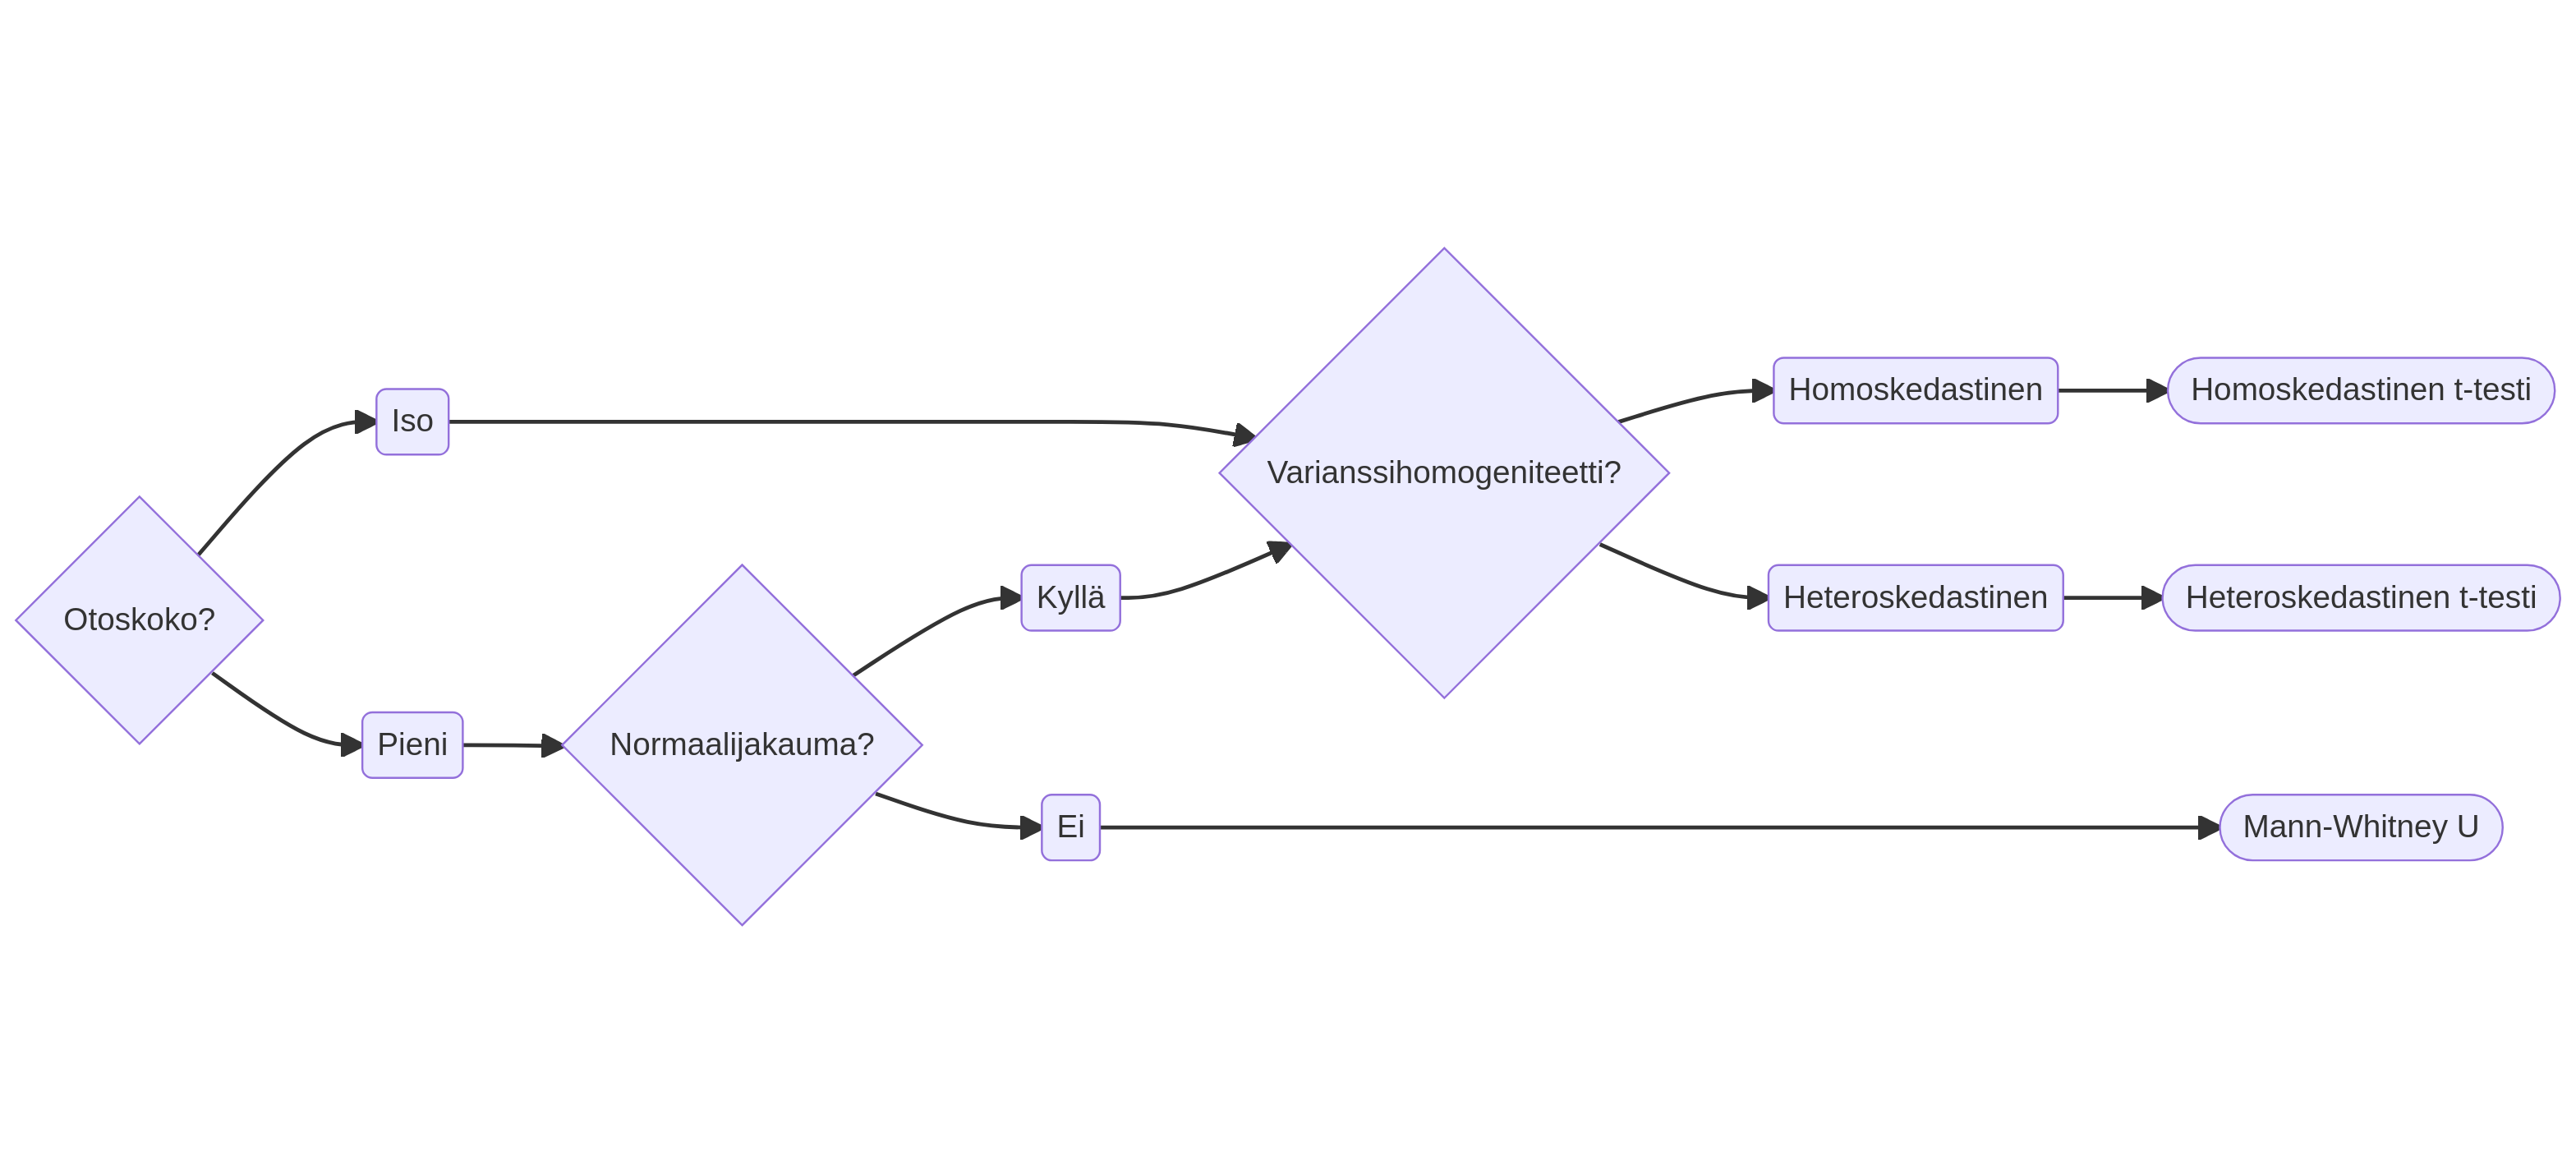 Otoskoko?
Iso
Pieni
Normaalijakauma?
Kyllä
Ei
Varianssihomogeniteetti?
Homoskedastinen
Heteroskedastinen
Homoskedastinen t-testi
Heteroskedastinen t-testi
Mann-Whitney U